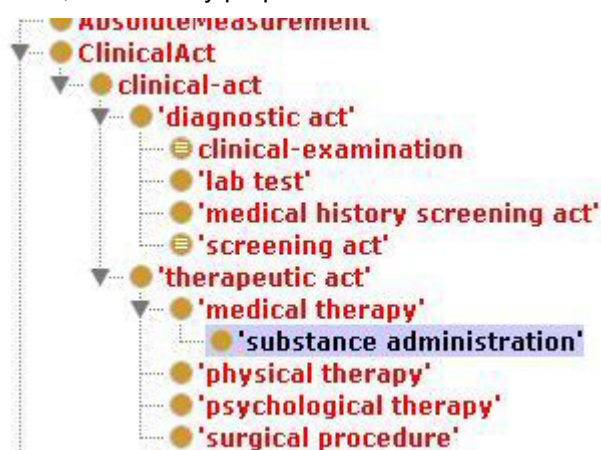 AbsoluteMeasurement
ClinicalAct
clinical-act
'diagnostic act'
clinical-examination
'lab test'
'medical history screening act'
'screening act'
'therapeutic act'
'medical therapy'
'substance administration'
'physical therapy'
'psychological therapy'
'surgical procedure'